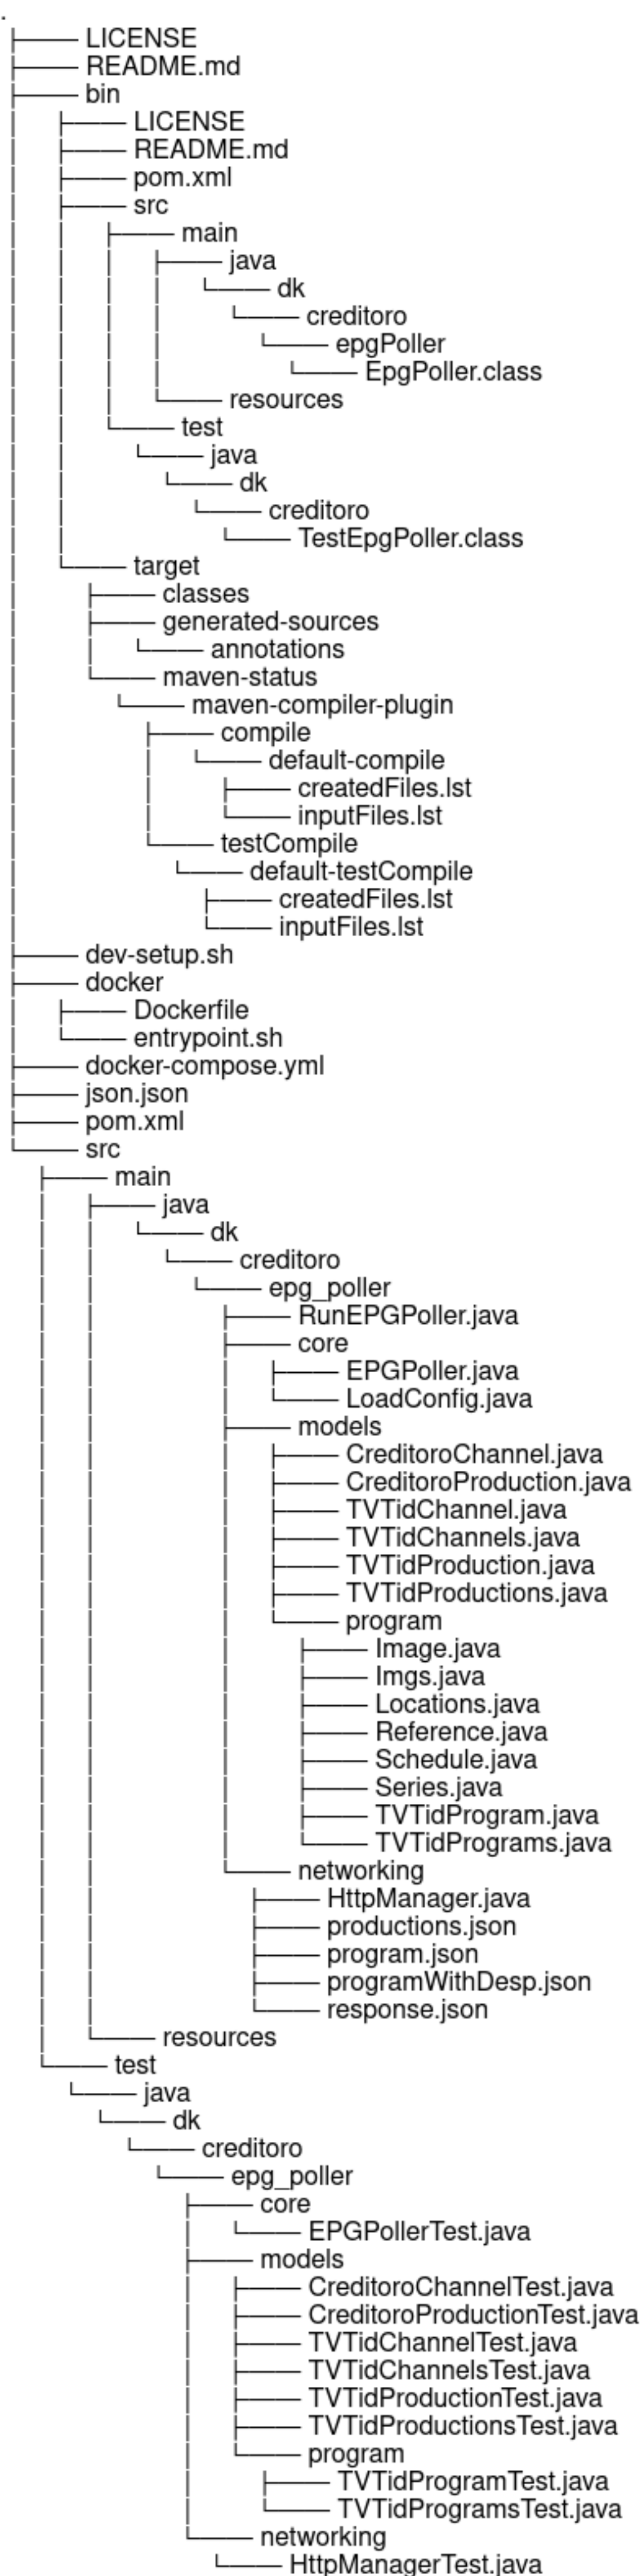 .
├── LICENSE
├── README.md
├── bin
│   ├── LICENSE
│   ├── README.md
│   ├── pom.xml
│   ├── src
│   │   ├── main
│   │   │   ├── java
│   │   │   │   └── dk
│   │   │   │       └── creditoro
│   │   │   │           └── epgPoller
│   │   │   │               └── EpgPoller.class
│   │   │   └── resources
│   │   └── test
│   │       └── java
│   │           └── dk
│   │               └── creditoro
│   │                   └── TestEpgPoller.class
│   └── target
│       ├── classes
│       ├── generated-sources
│       │   └── annotations
│       └── maven-status
│           └── maven-compiler-plugin
│               ├── compile
│               │   └── default-compile
│               │       ├── createdFiles.lst
│               │       └── inputFiles.lst
│               └── testCompile
│                   └── default-testCompile
│                       ├── createdFiles.lst
│                       └── inputFiles.lst
├── dev-setup.sh
├── docker
│   ├── Dockerfile
│   └── entrypoint.sh
├── docker-compose.yml
├── json.json
├── pom.xml
└── src
    ├── main
    │   ├── java
    │   │   └── dk
    │   │       └── creditoro
    │   │           └── epg_poller
    │   │               ├── RunEPGPoller.java
    │   │               ├── core
    │   │               │   ├── EPGPoller.java
    │   │               │   └── LoadConfig.java
    │   │               ├── models
    │   │               │   ├── CreditoroChannel.java
    │   │               │   ├── CreditoroProduction.java
    │   │               │   ├── TVTidChannel.java
    │   │               │   ├── TVTidChannels.java
    │   │               │   ├── TVTidProduction.java
    │   │               │   ├── TVTidProductions.java
    │   │               │   └── program
    │   │               │       ├── Image.java
    │   │               │       ├── Imgs.java
    │   │               │       ├── Locations.java
    │   │               │       ├── Reference.java
    │   │               │       ├── Schedule.java
    │   │               │       ├── Series.java
    │   │               │       ├── TVTidProgram.java
    │   │               │       └── TVTidPrograms.java
    │   │               └── networking
    │   │                   ├── HttpManager.java
    │   │                   ├── productions.json
    │   │                   ├── program.json
    │   │                   ├── programWithDesp.json
    │   │                   └── response.json
    │   └── resources
    └── test
        └── java
            └── dk
                └── creditoro
                    └── epg_poller
                        ├── core
                        │   └── EPGPollerTest.java
                        ├── models
                        │   ├── CreditoroChannelTest.java
                        │   ├── CreditoroProductionTest.java
                        │   ├── TVTidChannelTest.java
                        │   ├── TVTidChannelsTest.java
                        │   ├── TVTidProductionTest.java
                        │   ├── TVTidProductionsTest.java
                        │   └── program
                        │       ├── TVTidProgramTest.java
                        │       └── TVTidProgramsTest.java
                        └── networking
                            └── HttpManagerTest.java